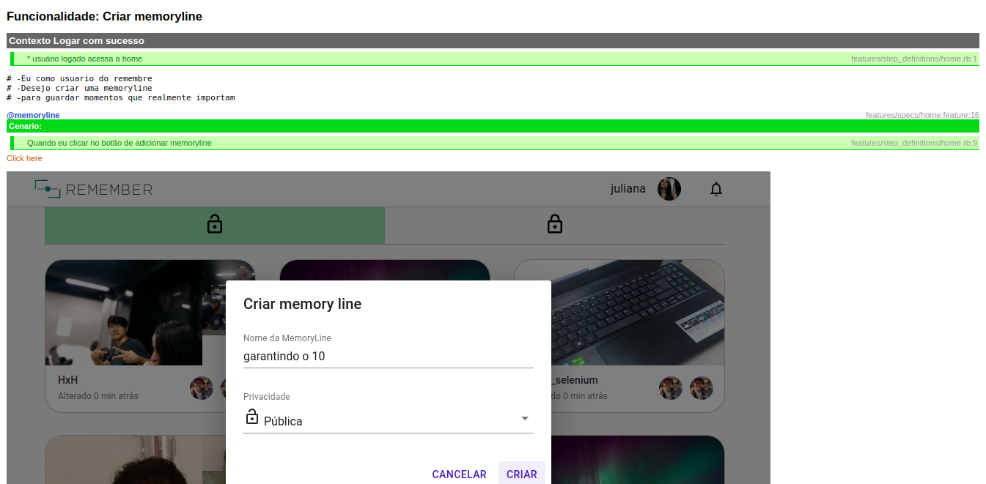 Funcionalidade: Criar memoryline
Contexto Logar com sucesso
* usuário logado acessa a home features/step_definitions/home.rb:1
# -Eu como usuario do remembre
# -Desejo criar uma memoryline
# -para guardar momentos que realmente importam
@memoryline features/specs/home.feature:16
Cenario:
Quando eu clicar no botão de adicionar memoryline features/step_definitions/home.rb:9
Click here
REMEMBER juliana
Criar memory line
Nome da MemoryLine
garantindo o 10
HxH _selenium
Alterado 0 min atrás do 0 min atrás
Privacidade
Pública
CANCELAR CRIAR